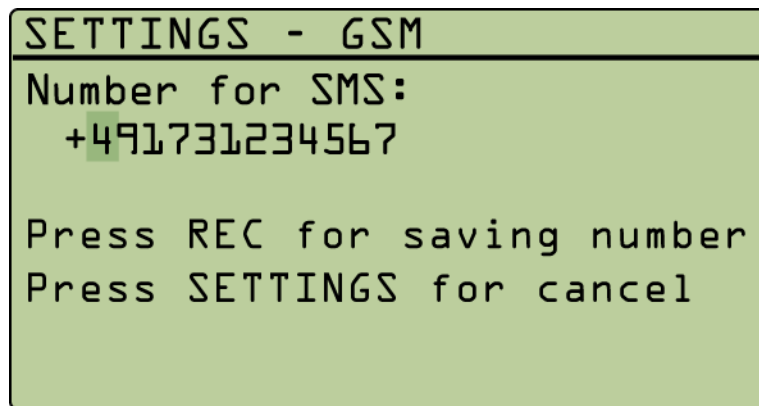 SETTINGS - GSM
Number for SMS:
+491731234567
Press REC for saving number
Press SETTINGS for cancel